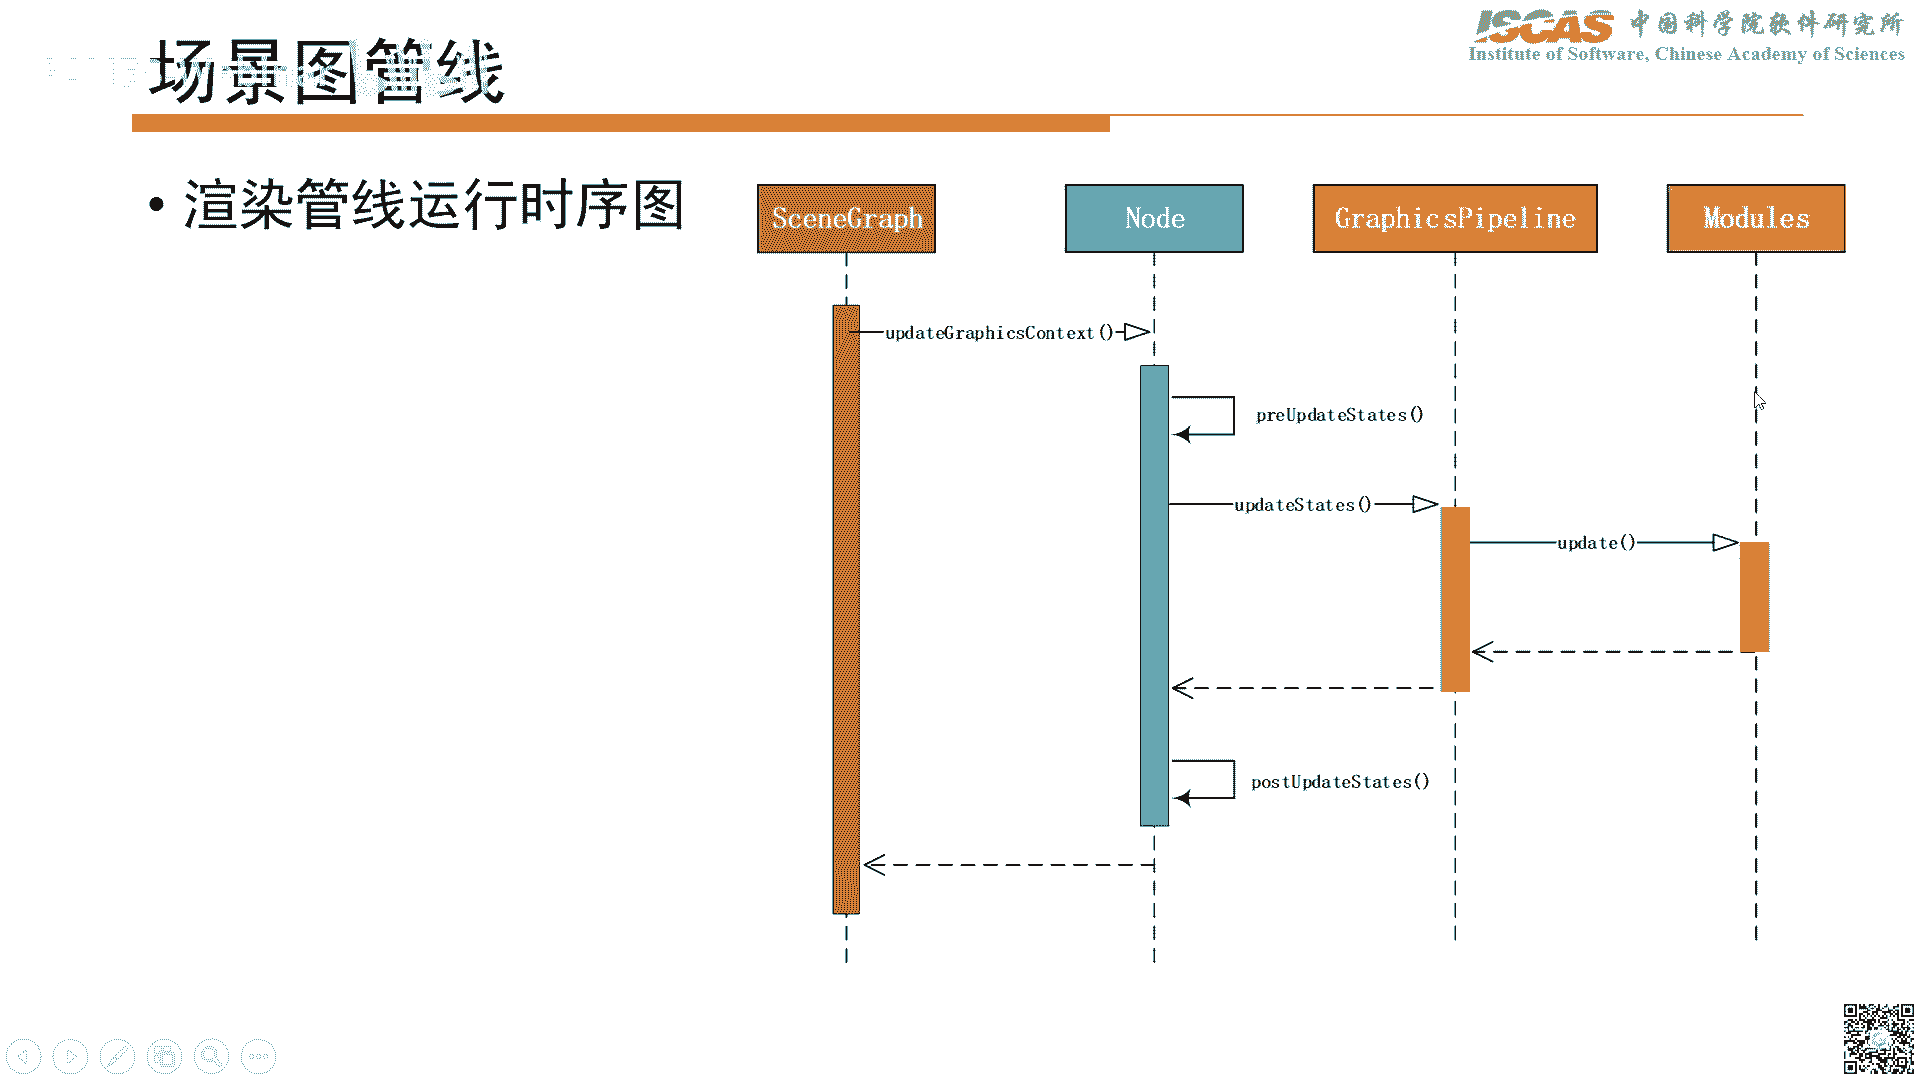 ISCAS 中国科学院软件研究所
Institute of Software, Chinese Academy of Sciences
场景图管线
• 渲染管线运行时序图
SceneGraph
Node
GraphicsPipeline
Modules
updateGraphicsContext()
preUpdateStates()
updateStates()
update()
postUpdateStates()